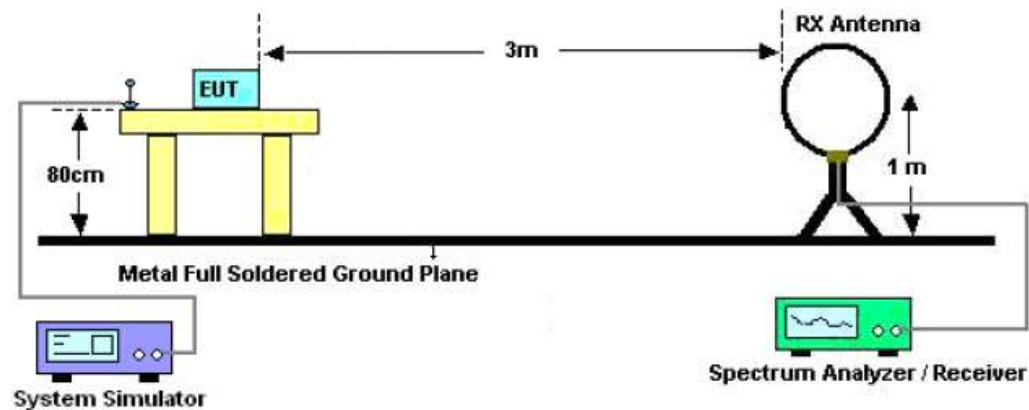 RX Antenna
3m
EUT
80cm
1 m
Metal Full Soldered Ground Plane
System Simulator
Spectrum Analyzer / Receiver